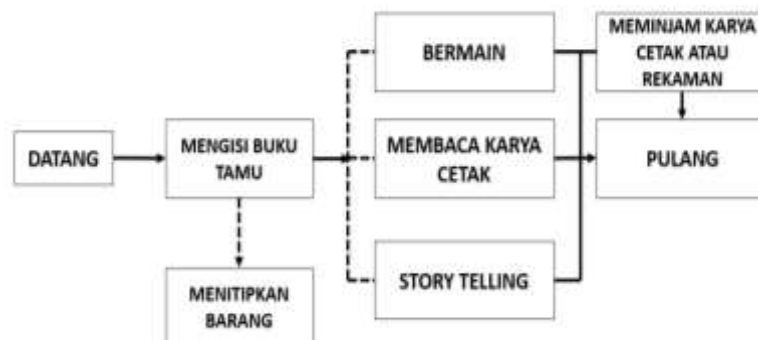 DATANG
MENGISI BUKU
TAMU
MENITIPKAN
BARANG
BERMAIN
MEMBACA KARYA
CETAK
STORY TELLING
MEMINJAM KARYA
CETAK ATAU
REKAMAN
PULANG